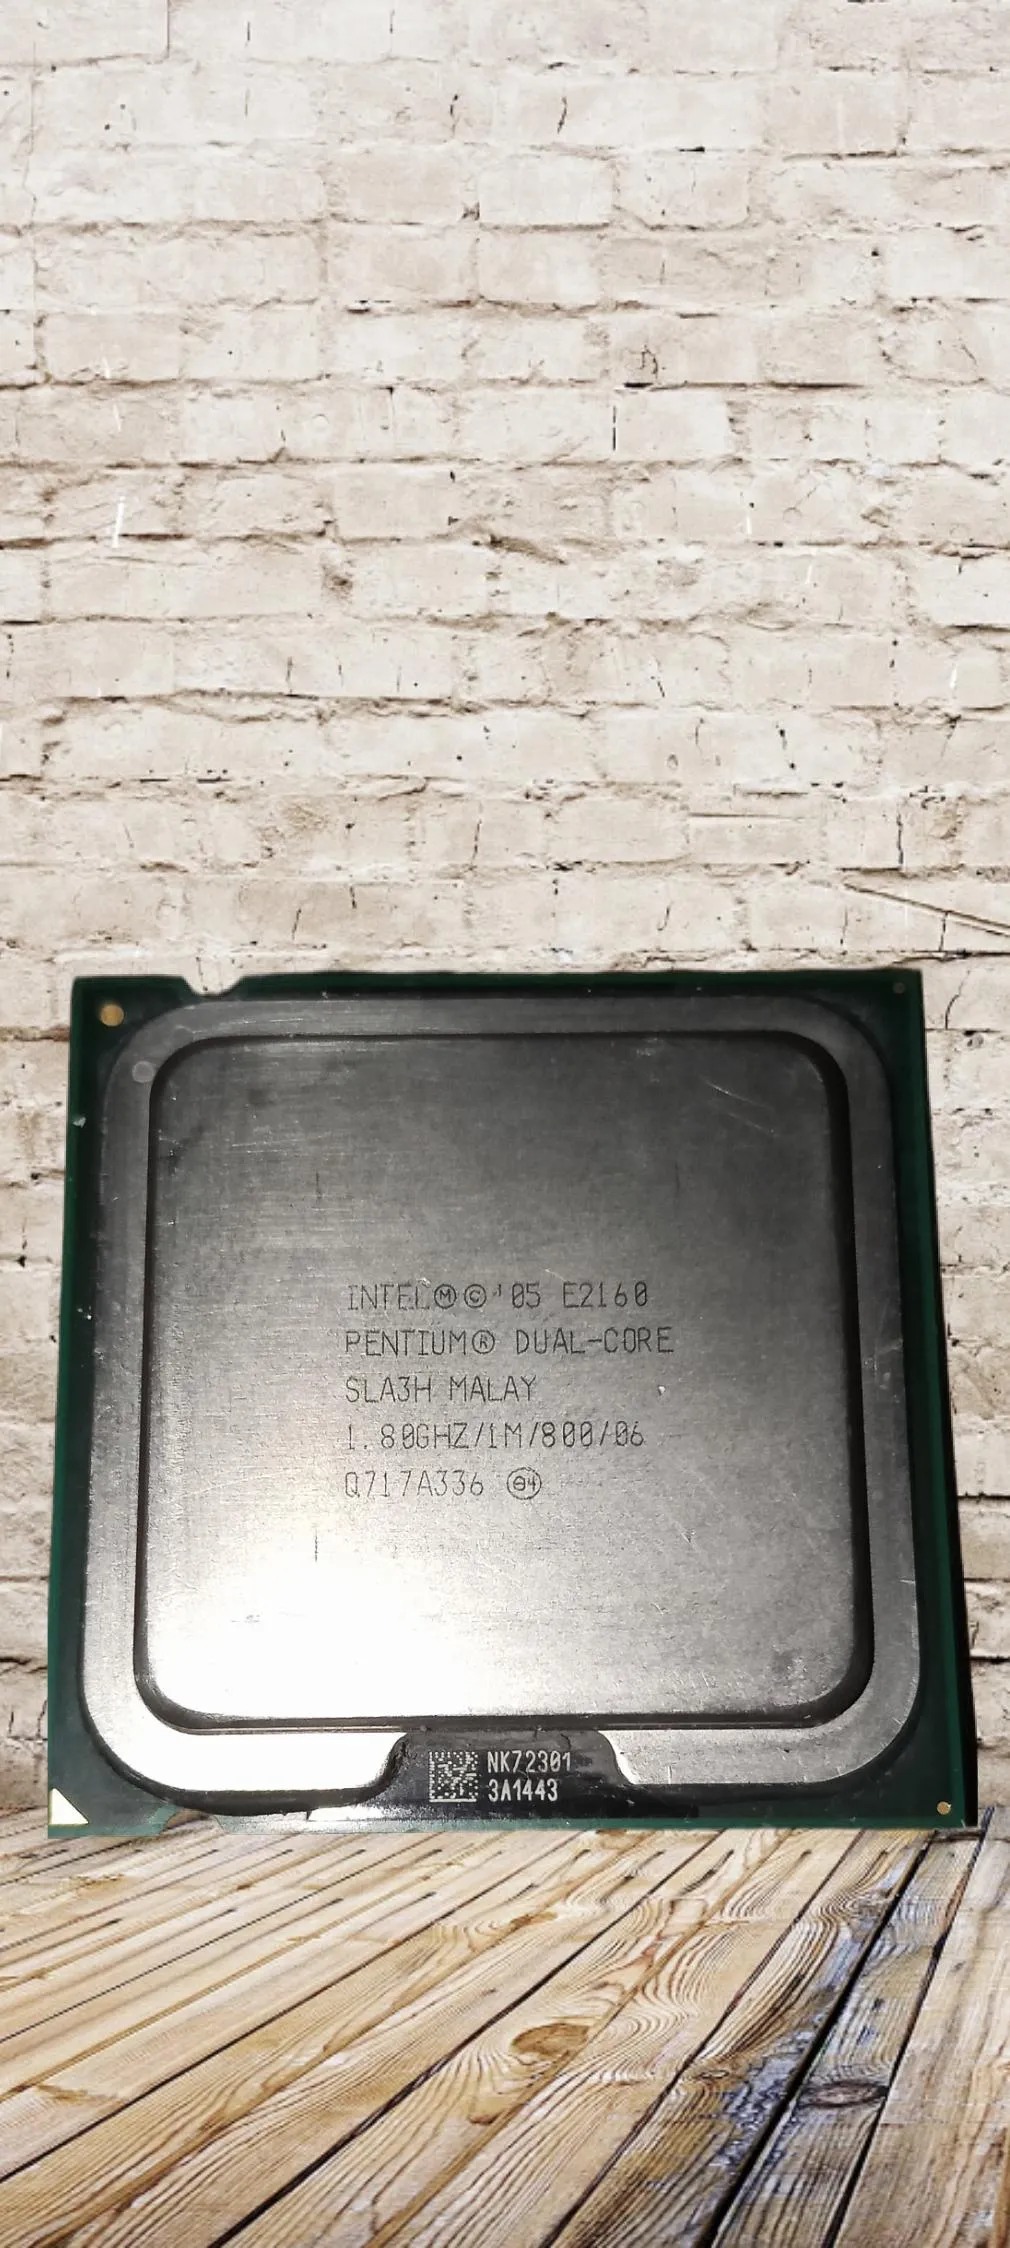 INTEL Ⓜ © '05 E2160
PENTIUM® DUAL-CORE
SLA3H MALAY
1.80GHZ/1M/800/06
Q717A336 e4
NK72301
3A1443